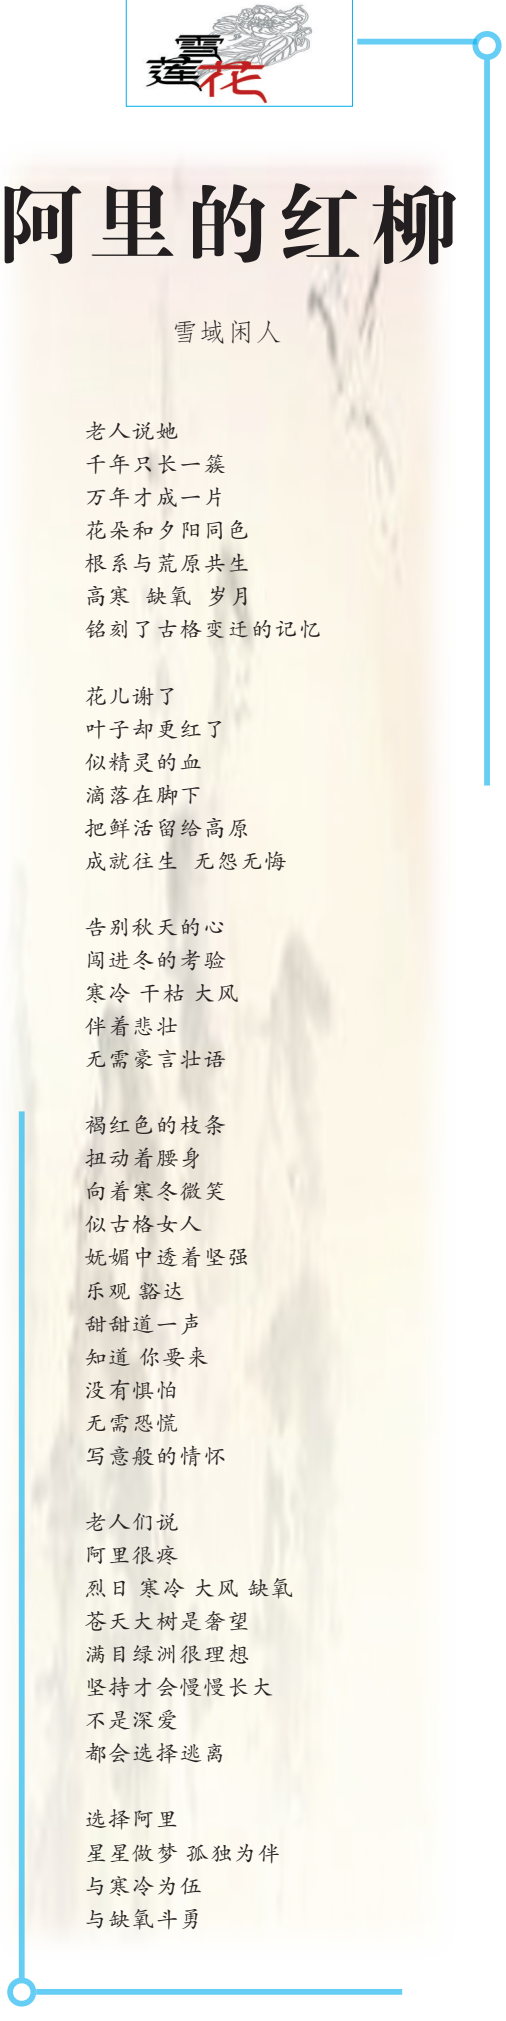 雪莲花
阿里的红柳
雪域闲人
老人说她
千年只长一簇
万年才成一片
花朵和夕阳同色
根系与荒原共生
高寒 缺氧 岁月
铭刻了古格变迁的记忆
花儿谢了
叶子却更红了
似精灵的血
滴落在脚下
把鲜活留给高原
成就往生 无怨无悔
告别秋天的心
闯进冬的考验
寒冷 干枯 大风
伴着悲壮
无需豪言壮语
褐红色的枝条
扭动着腰身
向着寒冬微笑
似古格女人
妩媚中透着坚强
乐观 豁达
甜甜道一声
知道 你要来
没有惧怕
无需恐慌
写意般的情怀
老人们说
阿里很疼
烈日 寒冷 大风 缺氧
苍天大树是奢望
满目绿洲很理想
坚持才会慢慢长大
不是深爱
都会选择逃离
选择阿里
星星做梦 孤独为伴
与寒冷为伍
与缺氧斗勇